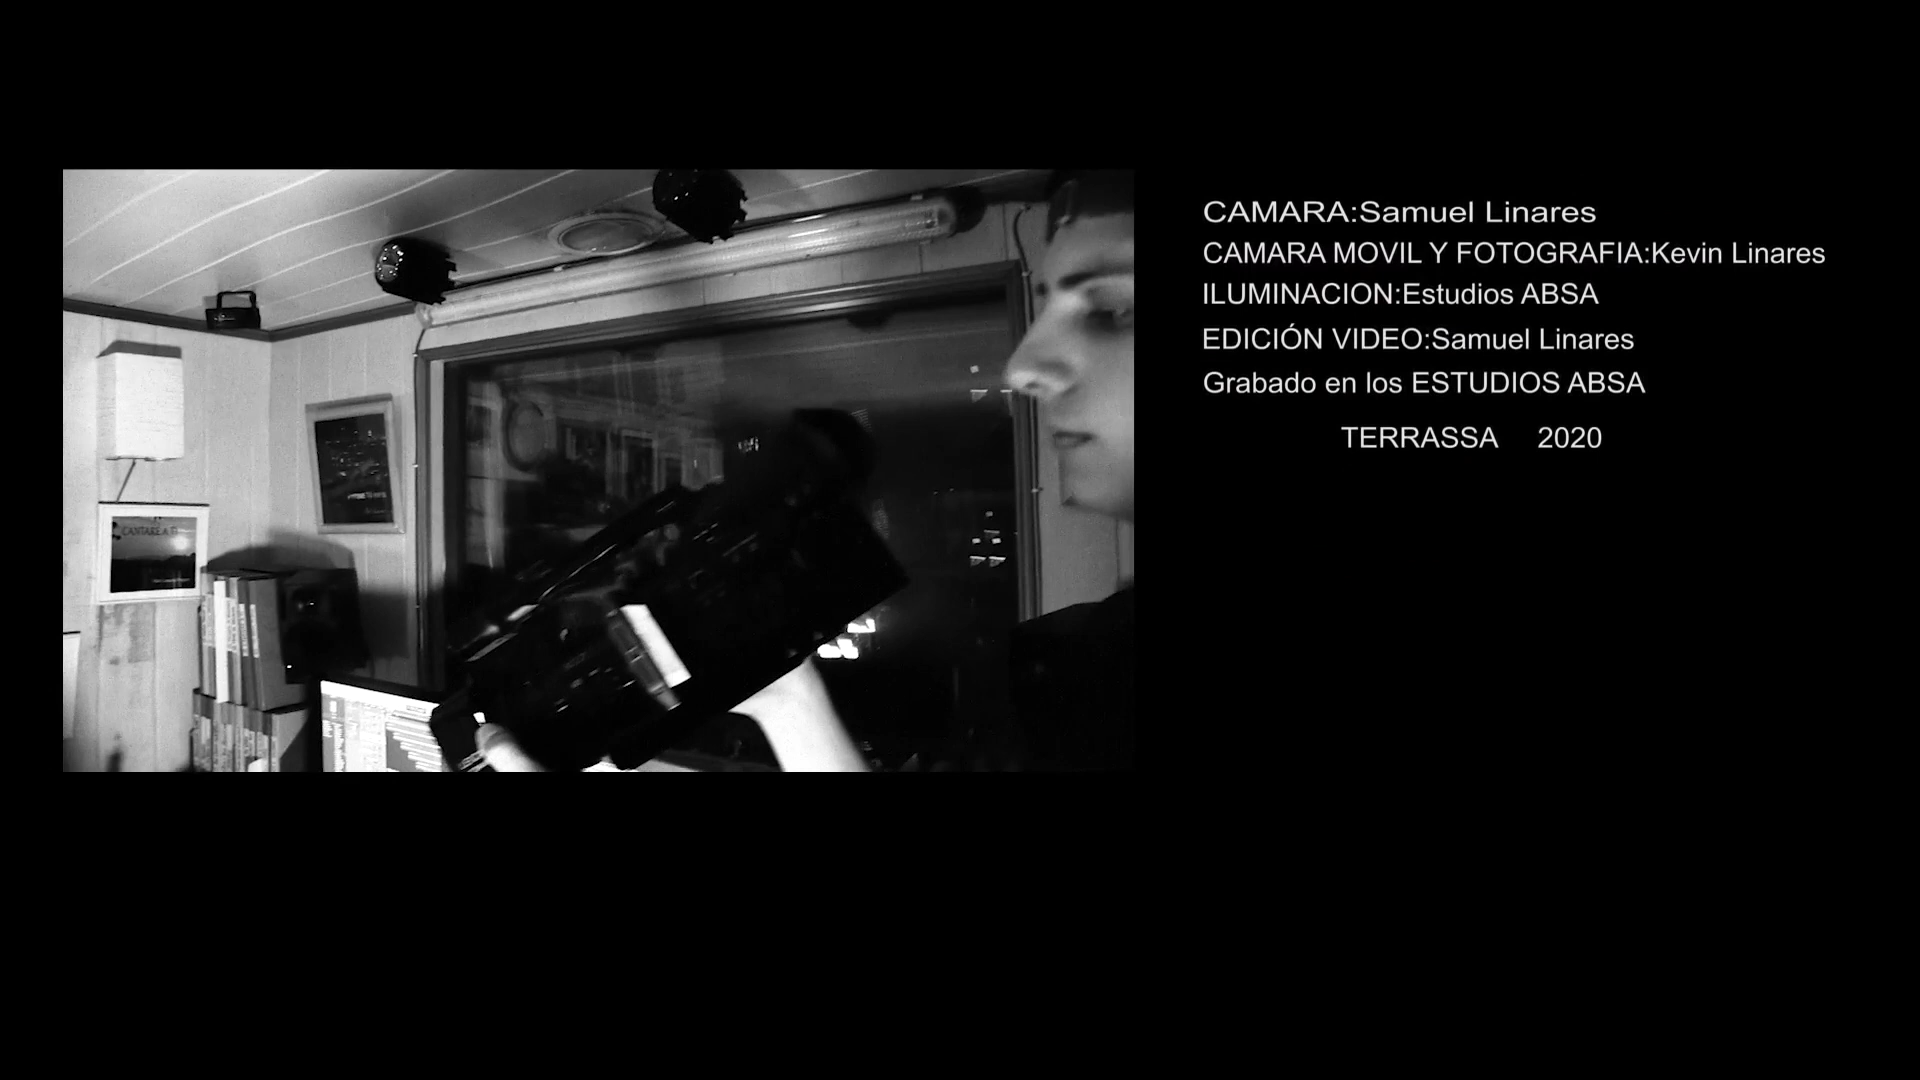 CAMARA:Samuel Linares
CAMARA MOVIL Y FOTOGRAFIA:Kevin Linares
ILUMINACION:Estudios ABSA
EDICIÓN VIDEO:Samuel Linares
Grabado en los ESTUDIOS ABSA
TERRASSA 2020
CANTARE A